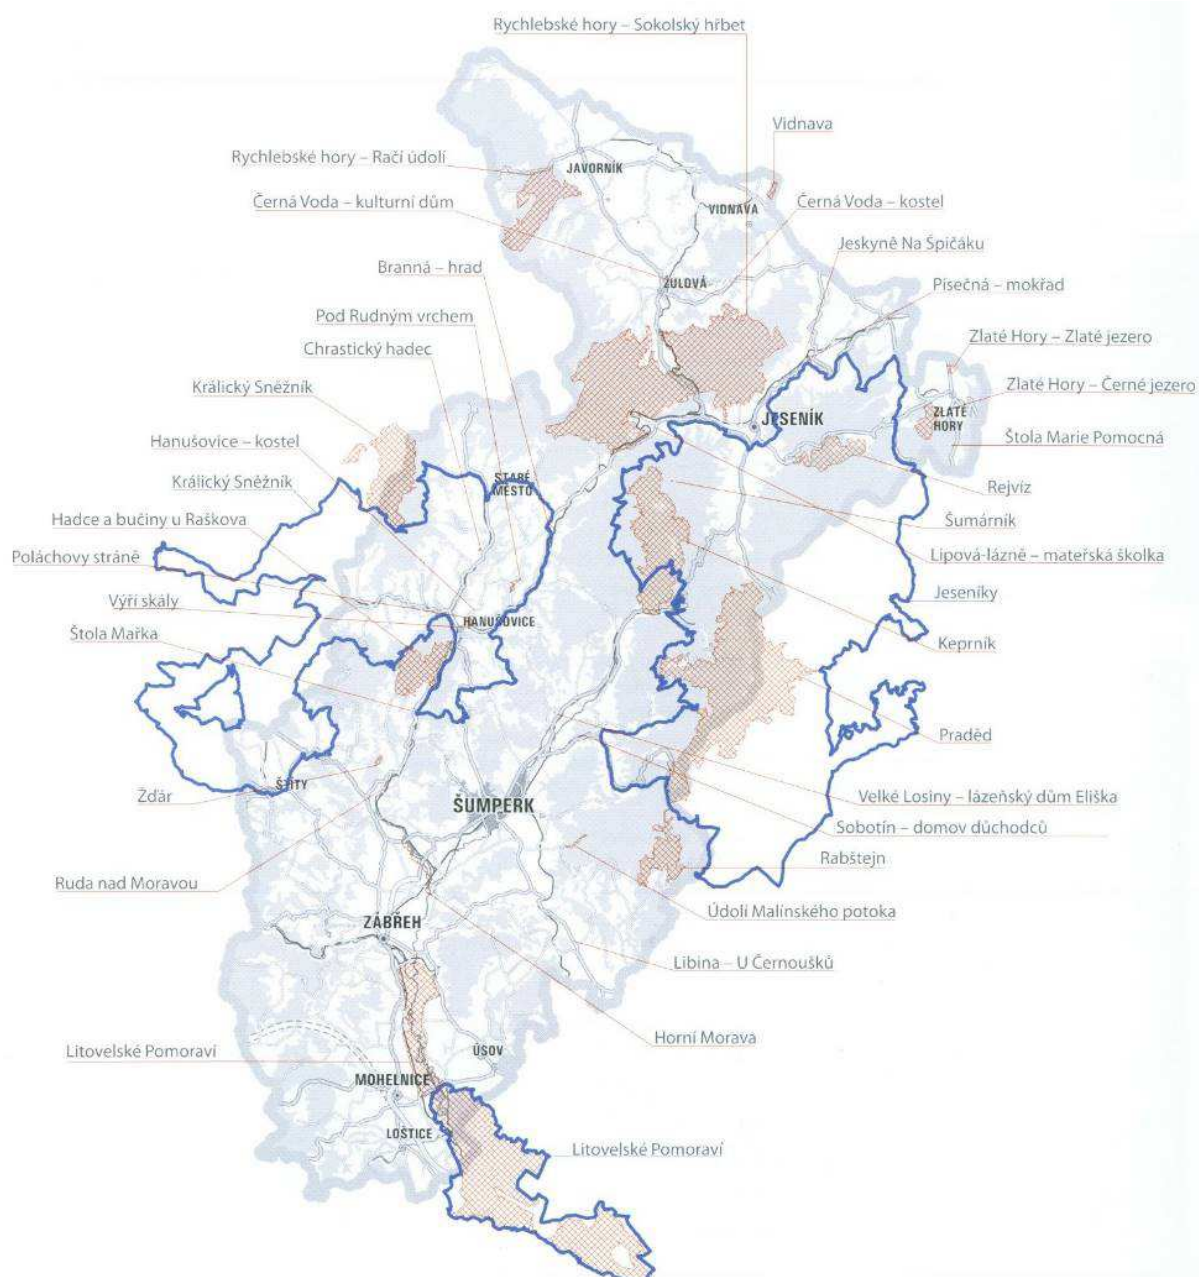 Rychlebské hory – Sokolský hřbet
Vidnava
Rychlebské hory – Račí údolí
JAVORNÍK
Černá Voda – kulturní dům
VIDNAVA
Černá Voda – kostel
Jeskyně Na Špičáku
Branná – hrad
ŽULOVÁ
Písečná – mokřad
Pod Rudným vrchem
Chrastický hadec
Zlaté Hory – Zlaté jezero
Králický Sněžník
Zlaté Hory – Černé jezero
JESENÍK
ZLATÉ
HORY
Hanušovice – kostel
Štola Marie Pomocná
STARÉ
MĚSTO
Králický Sněžník
Rejvíz
Hadce a bučiny u Raškova
Šumárník
Poláchovy stráně
Lipová-lázně – mateřská školka
Výří skály
Jeseníky
HANUŠOVICE
Štola Mařka
Keprník
Praděd
Žďár
ŠTÍTY
Velké Losiny – lázeňský dům Eliška
ŠUMPERK
Sobotín – domov důchodců
Rabštejn
Ruda nad Moravou
Údolí Malínského potoka
ZÁBŘEH
Libina – U Černoušků
Horní Morava
Litovelské Pomoraví
ÚSOV
MOHELNICE
LOŠTICE
Litovelské Pomoraví